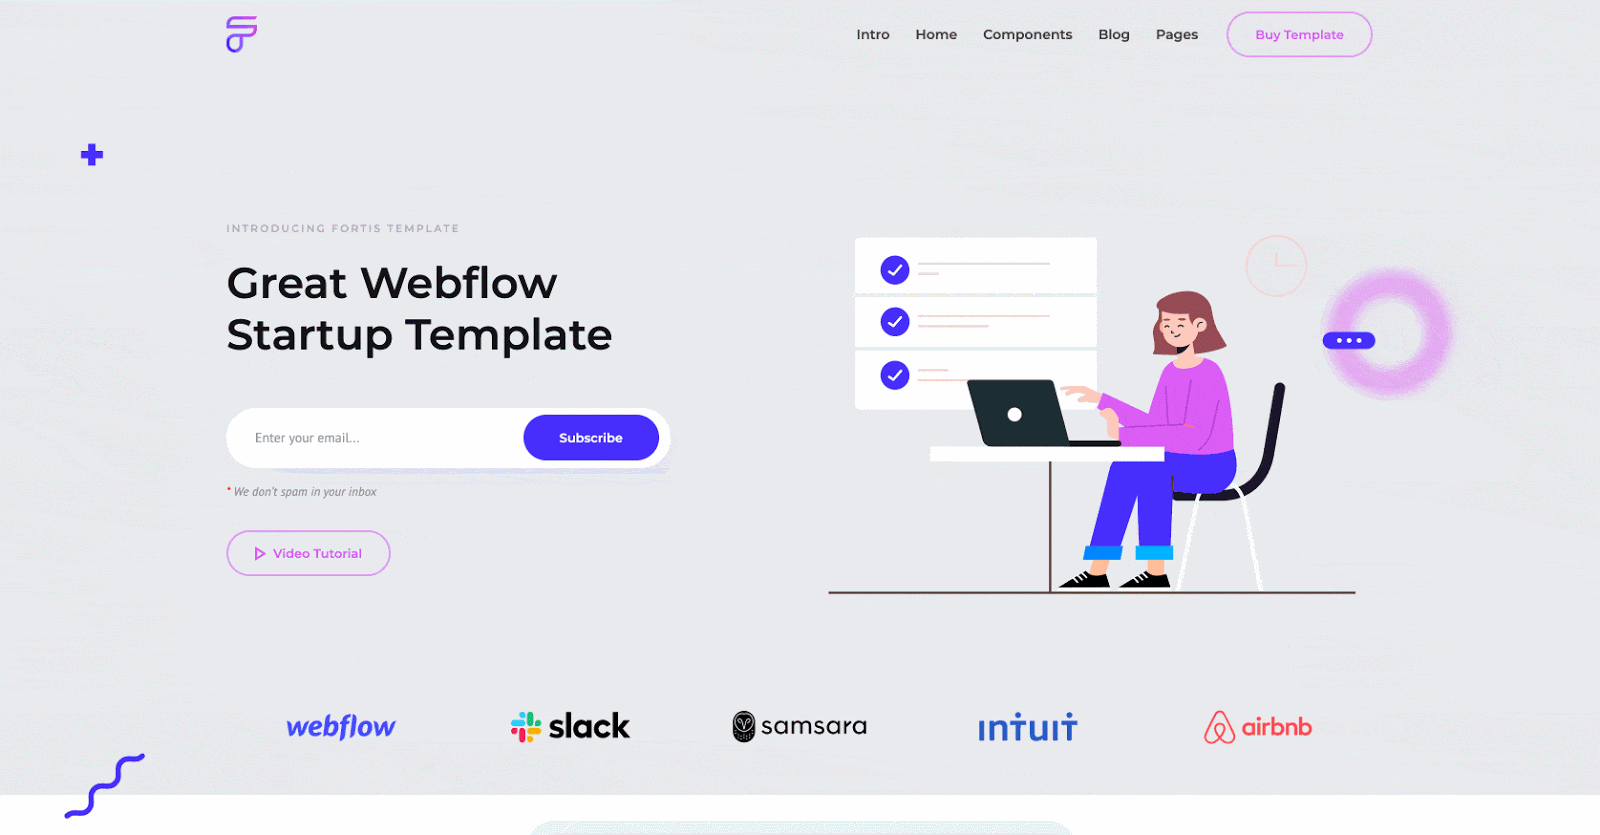 Intro
Home
Components
Blog
Pages
Buy Template
INTRODUCING FORTIS TEMPLATE
Great Webflow
Startup Template
Enter your email...
Subscribe
* We don't spam in your inbox
Video Tutorial
webflow
slack
samsara
intuit
airbnb